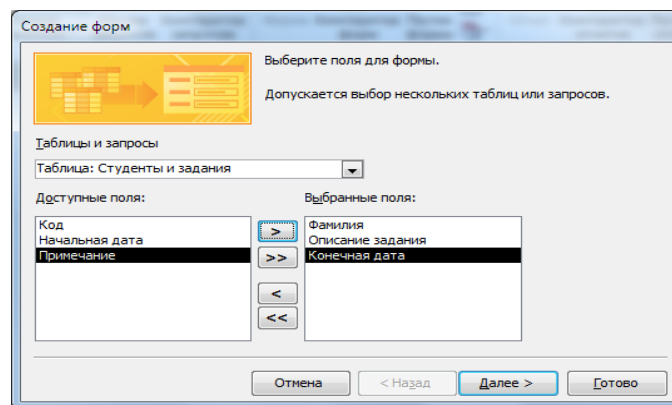 Создание форм
Выберите поля для формы.
Допускается выбор нескольких таблиц или запросов.
Таблицы и запросы
Таблица: Студенты и задания
Доступные поля:
Выбранные поля:
Код
Начальная дата
Примечание
>
>>
<
<<
Фамилия
Описание задания
Конечная дата
Отмена
< Назад
Далее >
Готово